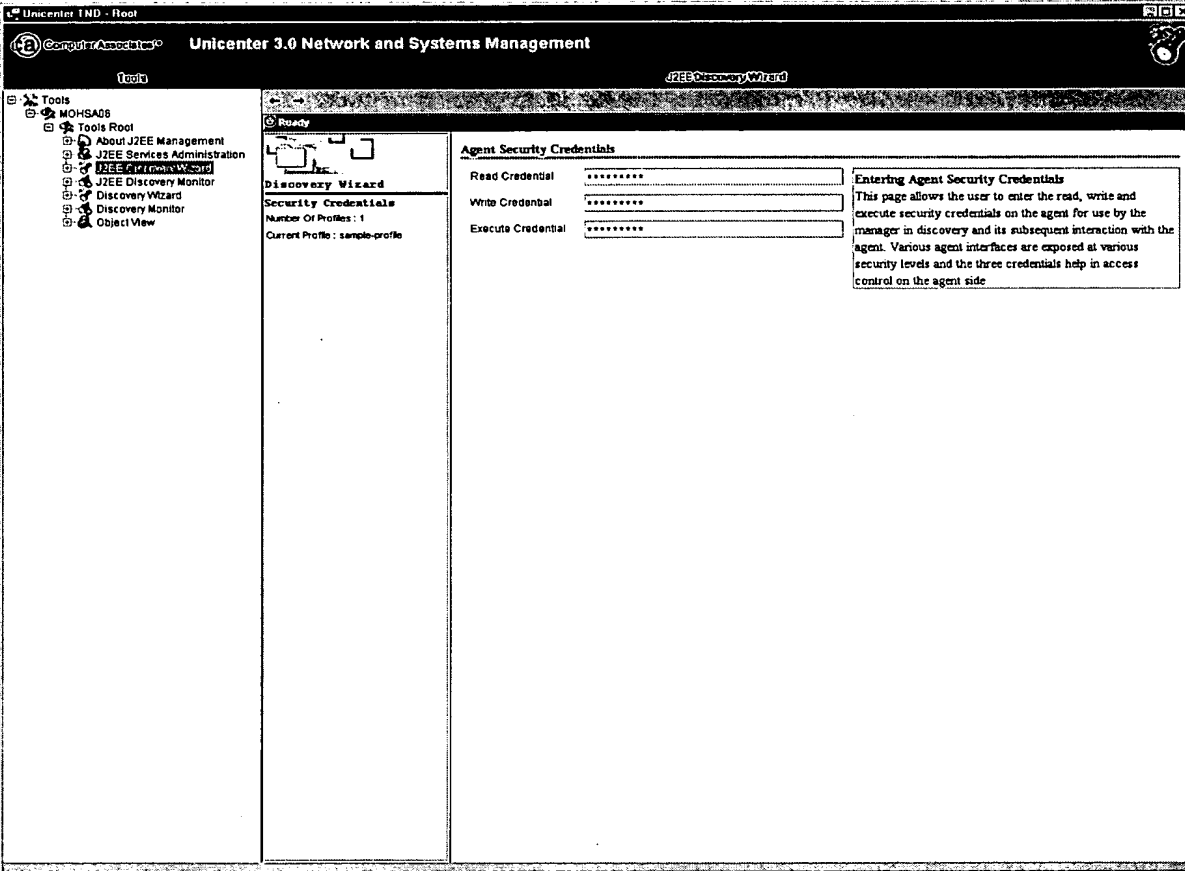 Unicenter TND - Root
Computer Associates
Unicenter 3.0 Network and Systems Management
Tools
J2EE Discovery Wizard
Tools
MOHSA06
Tools Root
About J2EE Management
J2EE Services Administration
J2EE Wizard
J2EE Discovery Monitor
Discovery Wizard
Discovery Monitor
Object View
Ready
Discovery Wizard
Security Credentials
Number Of Profiles : 1
Current Profile : sample-profile
Agent Security Credentials
Read Credential *********
Write Credential *********
Execute Credential *********
Entering Agent Security Credentials
This page allows the user to enter the read, write and
execute security credentials on the agent for use by the
manager in discovery and its subsequent interaction with the
agent. Various agent interfaces are exposed at various
security levels and the three credentials help in access
control on the agent side